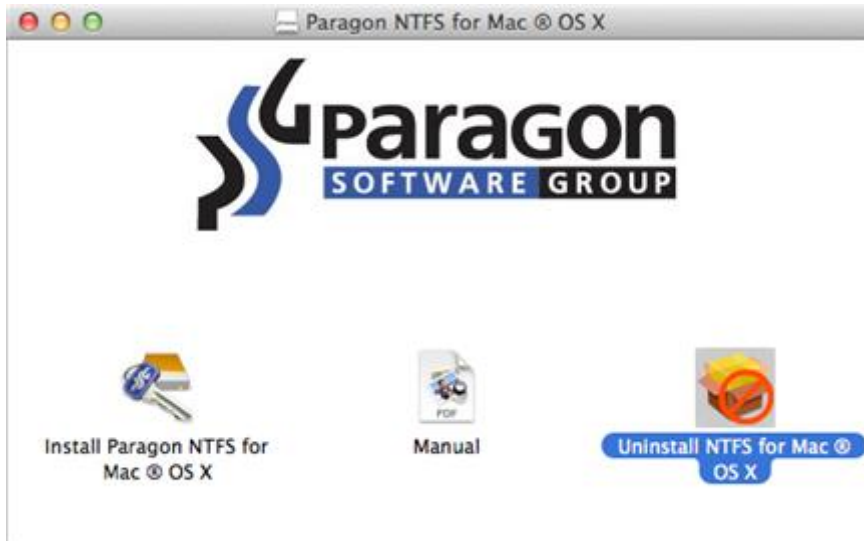 Paragon NTFS for Mac ® OS X
Paragon
SOFTWARE GROUP
PDF
Install Paragon NTFS for
Mac ® OS X
Manual
Uninstall NTFS for Mac ®
OS X